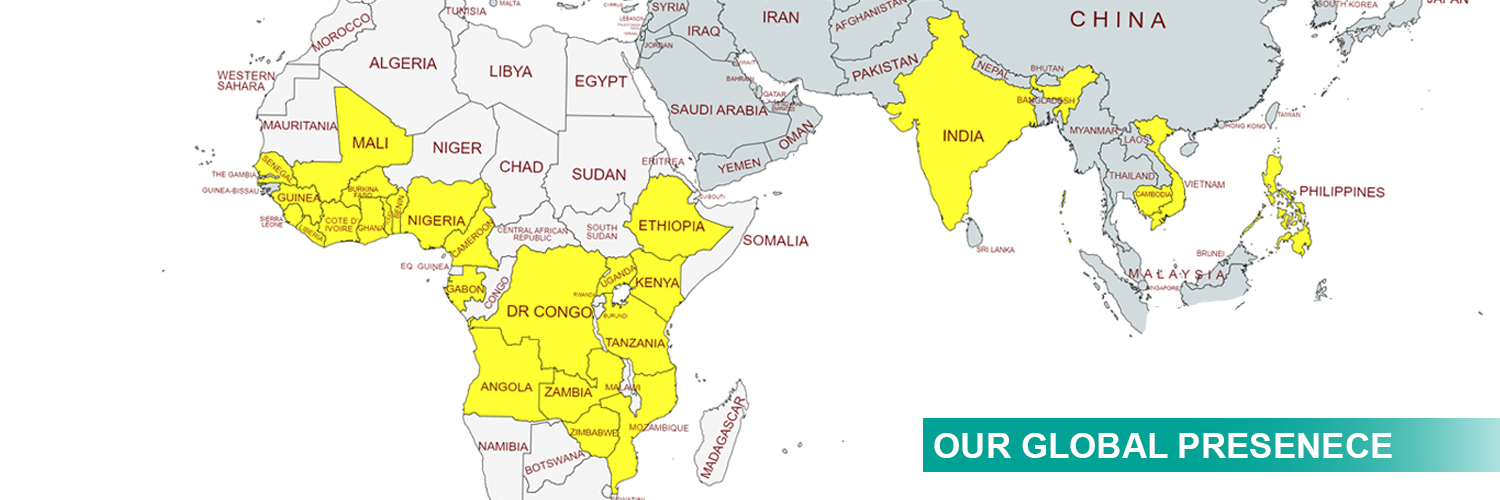 TUNISIA
MALTA
MOROCCO
ALGERIA
LIBYA
EGYPT
WESTERN
SAHARA
MAURITANIA
MALI
NIGER
CHAD
SUDAN
ERITREA
DJIBOUTI
SENEGAL
THE GAMBIA
GUINEA-BISSAU
GUINEA
SIERRA
LEONE
LIBERIA
COTE D'
IVOIRE
BURKINA
FASO
GHANA
BENIN
NIGERIA
CAMEROON
CENTRAL AFRICAN
REPUBLIC
SOUTH
SUDAN
ETHIOPIA
SOMALIA
EQ. GUINEA
GABON
CONGO
DR CONGO
UGANDA
KENYA
RWANDA
BURUNDI
TANZANIA
ANGOLA
ZAMBIA
MALAWI
ZIMBABWE
MOZAMBIQUE
NAMIBIA
BOTSWANA
MADAGASCAR
LEBANON
SYRIA
IRAQ
IRAN
JORDAN
KUWAIT
BAHRAIN
QATAR
SAUDI ARABIA
OMAN
YEMEN
AFGHANISTAN
PAKISTAN
NEPAL
BHUTAN
BANGLADESH
INDIA
SRI LANKA
CHINA
SOUTH KOREA
JAPAN
TAIWAN
HONG KONG
MYANMAR
LAOS
THAILAND
VIETNAM
CAMBODIA
PHILIPPINES
BRUNEI
MALAYSIA
SINGAPORE
OUR GLOBAL PRESENECE